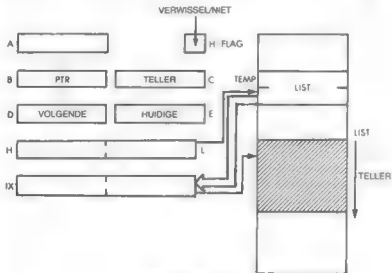 VERWISSEL/NIET
A
H FLAG
B PTR TELLER C TEMP LIST
D VOLGENDE HUIDIGE E
LIST
H L
TELLER
IX